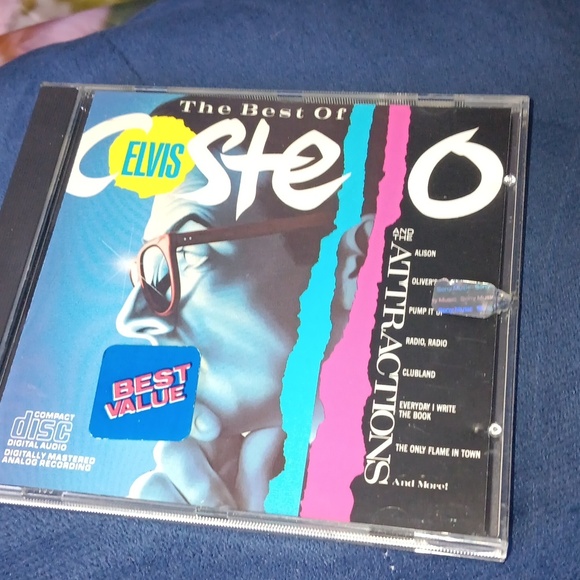 The Best Of
ELVIS
Costello
AND THE
ATTRACTIONS
ALISON
OLIVER'S
PUMP IT
RADIO, RADIO
CLUBLAND
EVERYDAY I WRITE
THE BOOK
THE ONLY FLAME IN TOWN
And More!
BEST
VALUE
COMPACT
disc
DIGITAL AUDIO
DIGITALLY MASTERED
ANALOG RECORDING